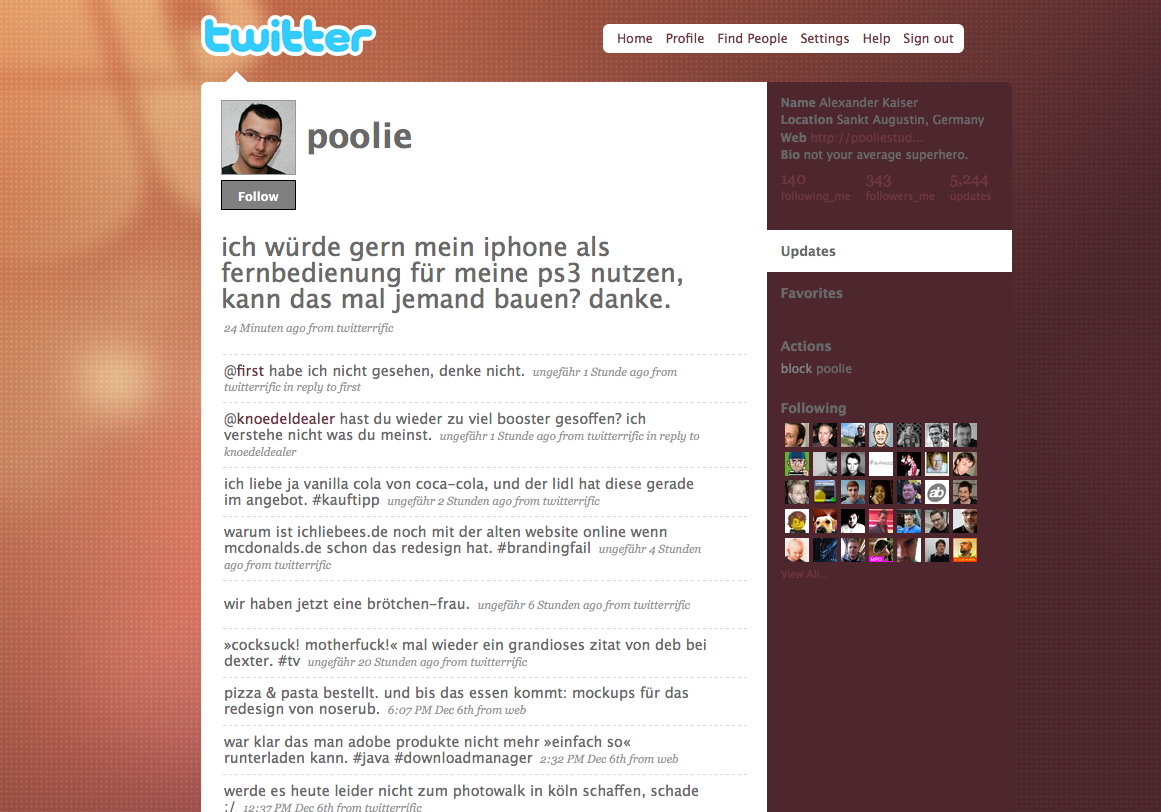 twitter
Home Profile Find People Settings Help Sign out
poolie
Follow
ich würde gern mein iphone als
fernbedienung für meine ps3 nutzen,
kann das mal jemand bauen? danke.
24 Minuten ago from twitterrific
@first habe ich nicht gesehen, denke nicht. ungefähr 1 Stunde ago from
twitterrific in reply to first
@knoedeldealer hast du wieder zu viel booster gesoffen? ich
verstehe nicht was du meinst. ungefähr 1 Stunde ago from twitterrific in reply to
knoedeldealer
ich liebe ja vanilla cola von coca-cola, und der lidl hat diese gerade
im angebot. #kauftipp ungefähr 2 Stunden ago from twitterrific
warum ist ichliebees.de noch mit der alten website online wenn
mcdonalds.de schon das redesign hat. #brandingfail ungefähr 4 Stunden
ago from twitterrific
wir haben jetzt eine brötchen-frau. ungefähr 6 Stunden ago from twitterrific
»cocksuck! motherfuck!« mal wieder ein grandioses zitat von deb bei
dexter. #tv ungefähr 20 Stunden ago from twitterrific
pizza & pasta bestellt. und bis das essen kommt: mockups für das
redesign von noserub. 6:07 PM Dec 6th from web
war klar das man adobe produkte nicht mehr »einfach so«
runterladen kann. #java #downloadmanager 2:32 PM Dec 6th from web
werde es heute leider nicht zum photowalk in köln schaffen, schade
:/ 12:37 PM Dec 6th from twitterrific
Name Alexander Kaiser
Location Sankt Augustin, Germany
Web http://pooliestud...
Bio not your average superhero.
140 343 5,244
following_me followers_me updates
Updates
Favorites
Actions
block poolie
Following
ab
MPO
View All...